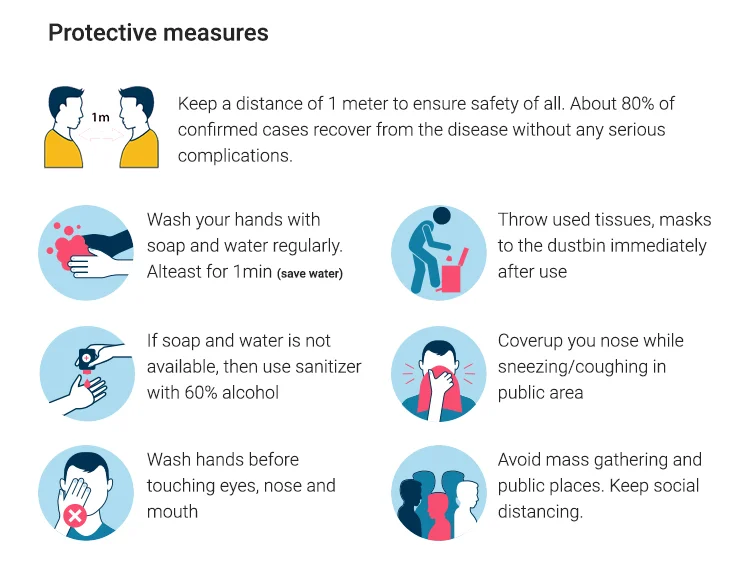 Protective measures
1m
Keep a distance of 1 meter to ensure safety of all. About 80% of
confirmed cases recover from the disease without any serious
complications.
Wash your hands with
soap and water regularly.
Alteast for 1min (save water)
Throw used tissues, masks
to the dustbin immediately
after use
If soap and water is not
available, then use sanitizer
with 60% alcohol
Coverup you nose while
sneezing/coughing in
public area
Wash hands before
touching eyes, nose and
mouth
Avoid mass gathering and
public places. Keep social
distancing.